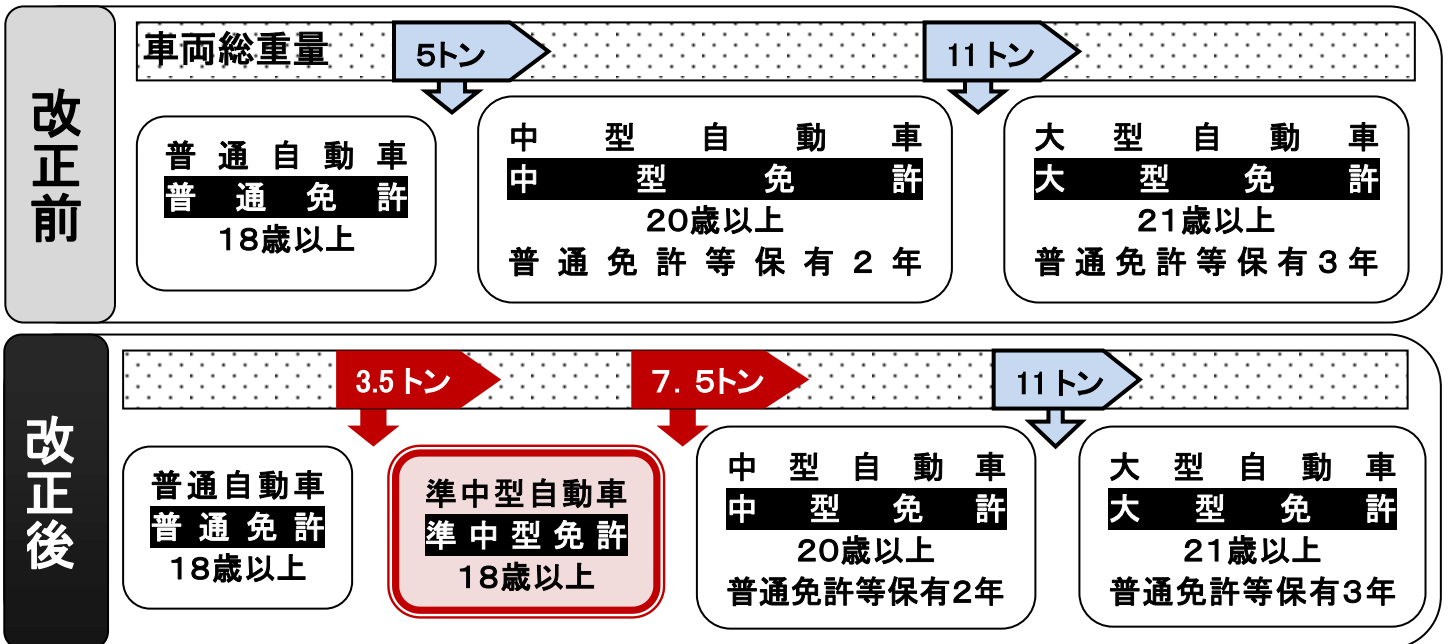 改正前
車両総重量
5トン
11トン
普通自動車
普通免許
18歳以上
中型自動車
中型免許
20歳以上
普通免許等保有2年
大型自動車
大型免許
21歳以上
普通免許等保有3年
改正後
3.5トン
7．5トン
11トン
普通自動車
普通免許
18歳以上
準中型自動車
準中型免許
18歳以上
中型自動車
中型免許
20歳以上
普通免許等保有2年
大型自動車
大型免許
21歳以上
普通免許等保有3年